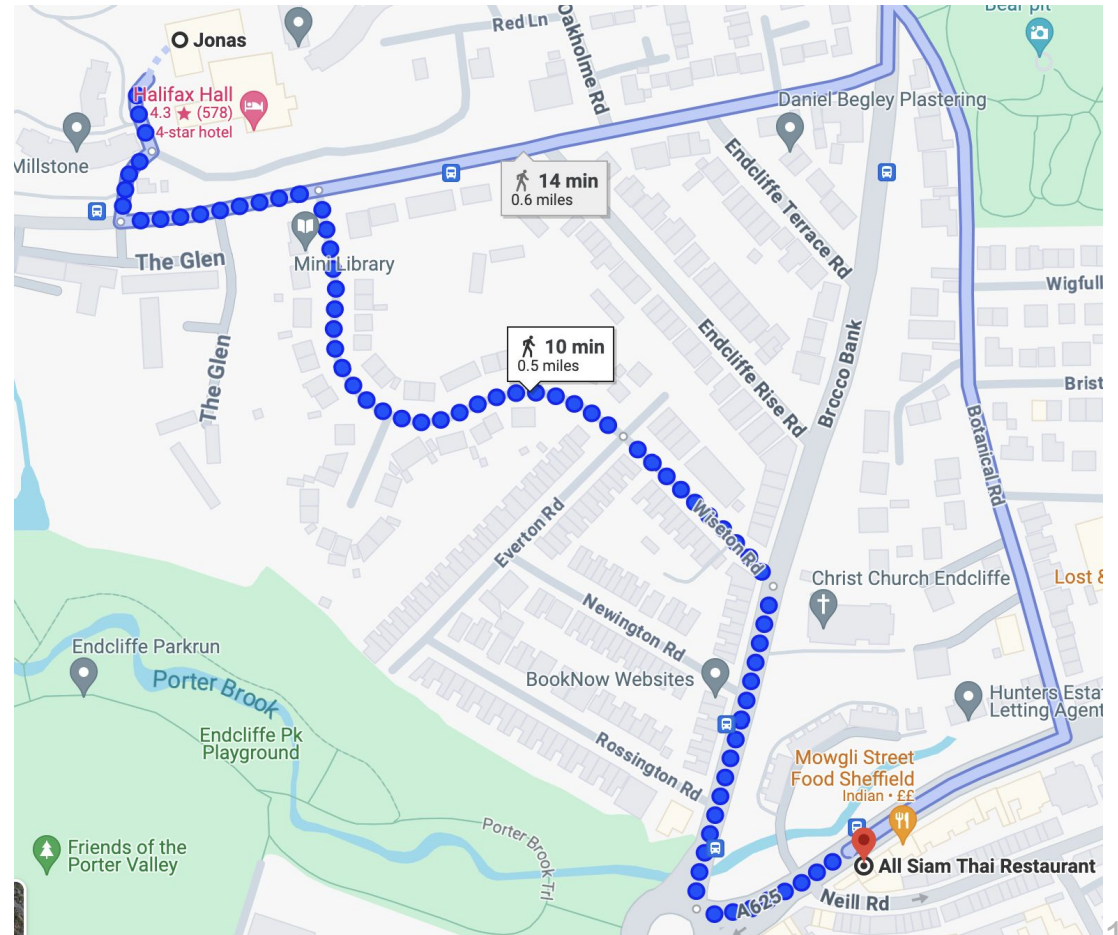 Bear pit
Red Ln
Oakholme Rd
Jonas
Halifax Hall
4.3 ★ (578)
4-star hotel
Daniel Begley Plastering
Millstone
14 min
0.6 miles
Endcliffe Terrace Rd
The Glen
Mini Library
Wigfull
The Glen
10 min
0.5 miles
Endcliffe Rise Rd
Brocco Bank
Brist
Botanical Rd
Everton Rd
Wiseton Rd
Christ Church Endcliffe
Lost &
Newington Rd
Endcliffe Parkrun
Porter Brook
BookNow Websites
Hunters Esta
Letting Agent
Endcliffe Pk
Playground
Rossington Rd
Mowgli Street
Food Sheffield
Indian • ££
Porter Brook Trl
Friends of the
Porter Valley
All Siam Thai Restaurant
A625
Neill Rd